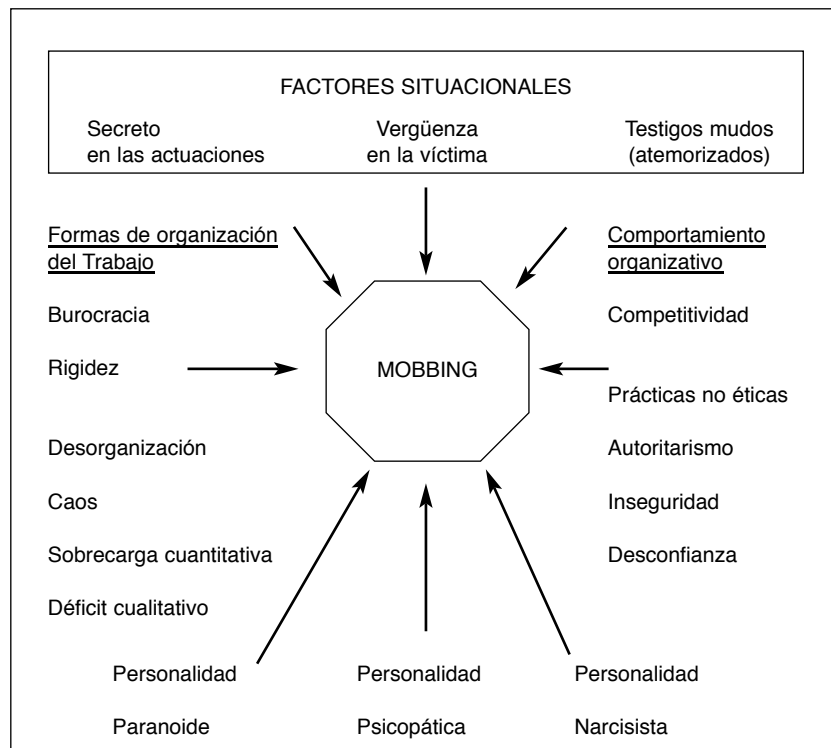 FACTORES SITUACIONALES
Secreto
en las actuaciones
Vergüenza
en la víctima
Testigos mudos
(atemorizados)
Formas de organización
del Trabajo
Burocracia
Rigidez
Desorganización
Caos
Sobrecarga cuantitativa
Déficit cualitativo
MOBBING
Comportamiento
organizativo
Competitividad
Prácticas no éticas
Autoritarismo
Inseguridad
Desconfianza
Personalidad
Paranoide
Personalidad
Psicopática
Personalidad
Narcisista